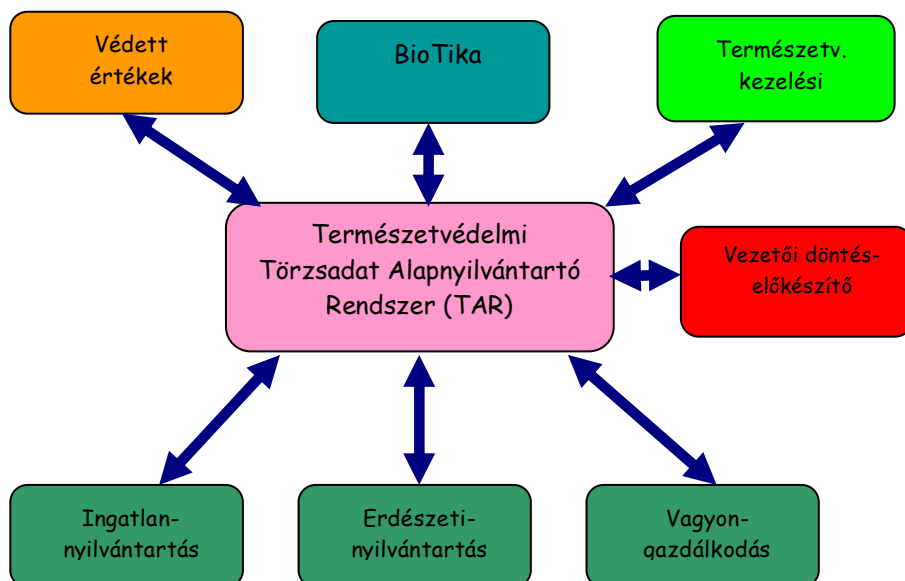 Védett
értékek
BioTika
Természetv.
kezelési
Természetvédelmi
Törzsadat Alapnyilvántartó
Rendszer (TAR)
Vezetői döntés-
előkészítő
Ingatlan-
nyilvántartás
Erdészeti-
nyilvántartás
Vagyon-
gazdálkodás